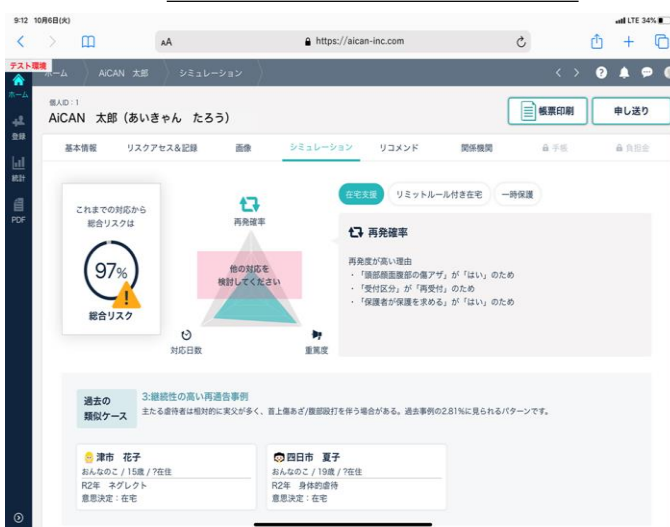 9:12 10月6日(火)
LTE 34%
AA
https://aican-inc.com
テスト環境
ホーム
AiCAN 太郎
シミュレーション
ホーム
登録
統計
PDF
個人ID:1
AiCAN 太郎(あいきゃん たろう)
帳票印刷
申し送り
基本情報
リスクアセス&記録
画像
シミュレーション
リコメンド
関係機関
手帳
負担金
これまでの対応から
総合リスクは
97%
総合リスク
再発確率
他の対応を
検討してください
対応日数
重篤度
在宅支援
リミットルール付き在宅
一時保護
再発確率
再発度が高い理由
・「頭部顔面腹部の傷アザ」が「はい」のため
・「受付区分」が「再受付」のため
・「保護者が保護を求める」が「はい」のため
過去の
類似ケース
3:継続性の高い再通告事例
主たる虐待者は相対的に実父が多く、首上傷あざ/腹部殴打を伴う場合がある。過去事例の2.81%に見られるパターンです。
津市 花子
おんなのこ / 15歳 / ?在住
R2年 ネグレクト
意思決定:在宅
四日市 夏子
おんなのこ / 19歳 / ?在住
R2年 身体的虐待
意思決定:在宅